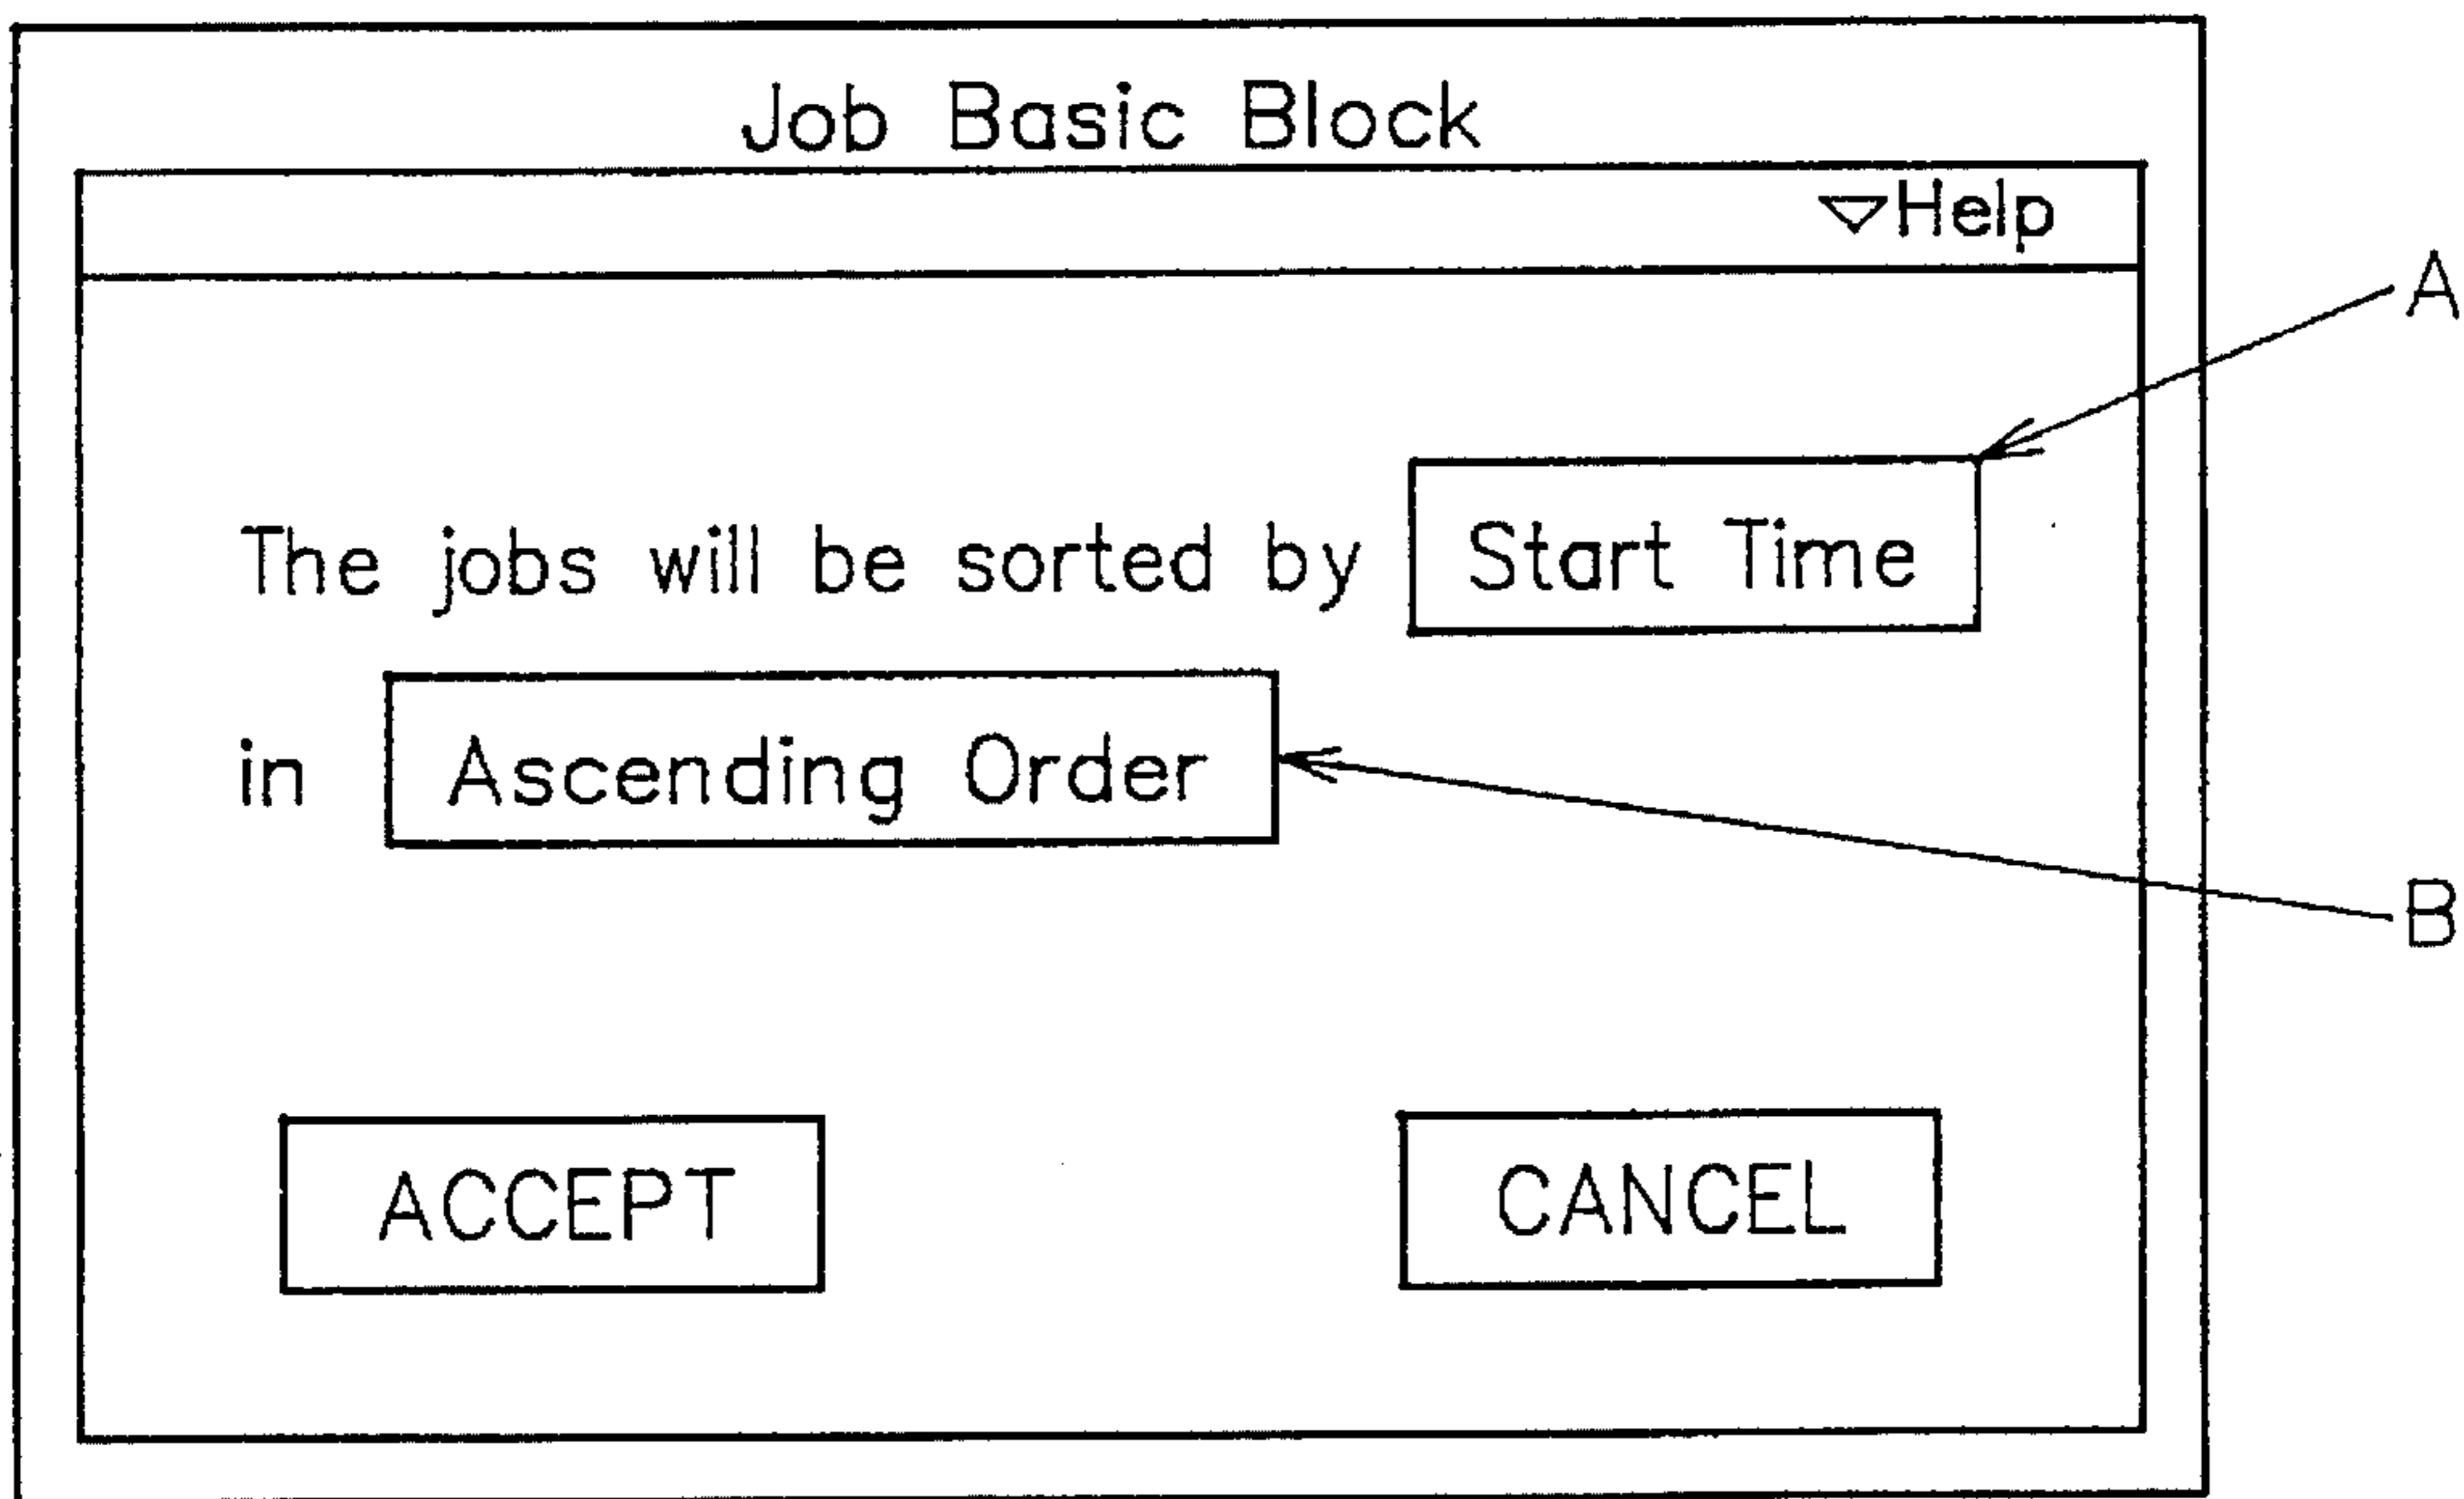 Job Basic Block
▽Help
A
The jobs will be sorted by Start Time
in Ascending Order
B
ACCEPT CANCEL